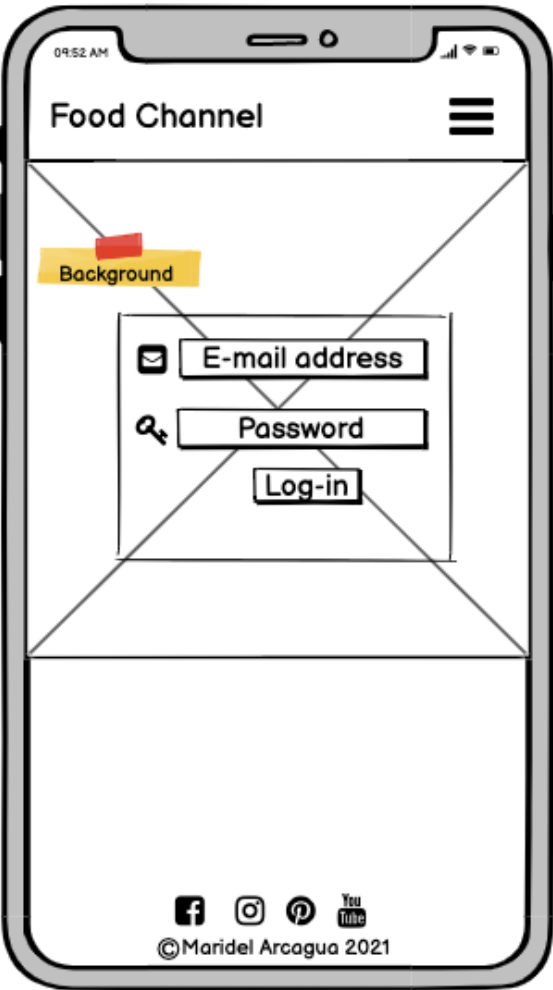 09:52 AM
Food Channel
Background
E-mail address
Password
Log-in
You
Tube
©Maridel Arcagua 2021